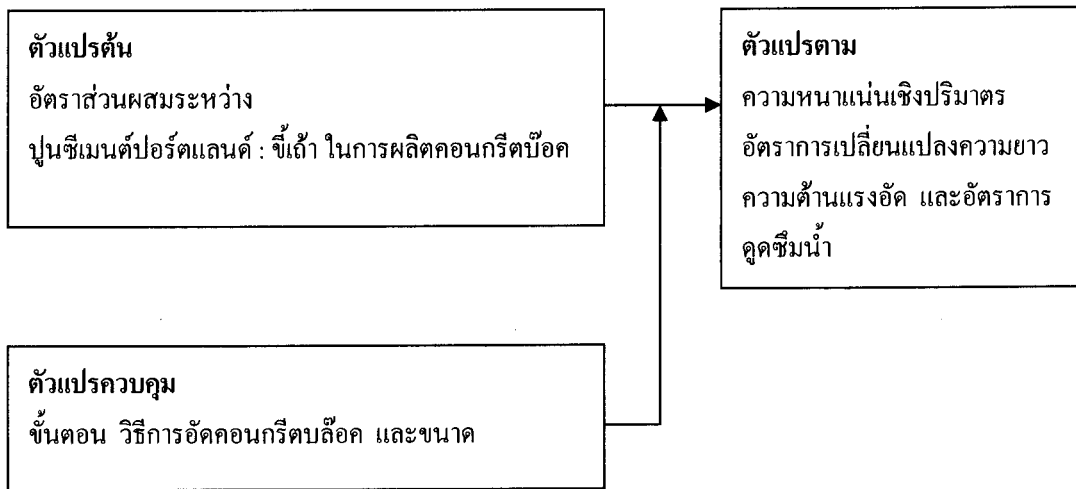 ตัวแปรต้น
อัตราส่วนผสมระหว่าง
ปูนซีเมนต์ปอร์ตแลนด์ : ขี้เถ้า ในการผลิตคอนกรีตบ๊อค
ตัวแปรตาม
ความหนาแน่นเชิงปริมาตร
อัตราการเปลี่ยนแปลงความยาว
ความต้านแรงอัด และอัตราการ
ดูดซึมน้ำ
ตัวแปรควบคุม
ขั้นตอน วิธีการอัดคอนกรีตบล๊อค และขนาด